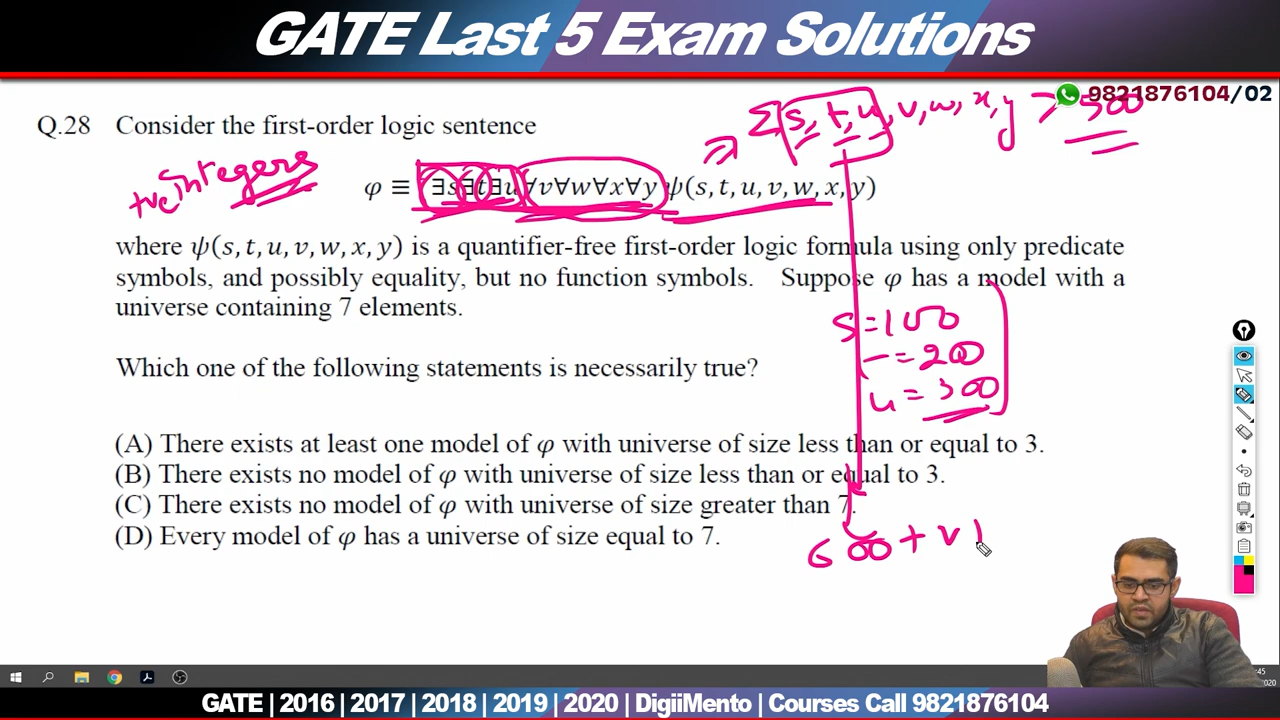 GATE Last 5 Exam Solutions
9821876104/02
Σ s, t, u, v, w, x, y > 500
Q.28 Consider the first-order logic sentence
+ve integers
φ ≡ ∃s∃t∃u∀v∀w∀x∀y ψ(s, t, u, v, w, x, y)
where ψ(s, t, u, v, w, x, y) is a quantifier-free first-order logic formula using only predicate
symbols, and possibly equality, but no function symbols. Suppose φ has a model with a
universe containing 7 elements.
s = 100
t = 200
u = 300
Which one of the following statements is necessarily true?
(A) There exists at least one model of φ with universe of size less than or equal to 3.
(B) There exists no model of φ with universe of size less than or equal to 3.
(C) There exists no model of φ with universe of size greater than 7.
(D) Every model of φ has a universe of size equal to 7.
600 + v
GATE | 2016 | 2017 | 2018 | 2019 | 2020 | DigiiMento | Courses Call 9821876104